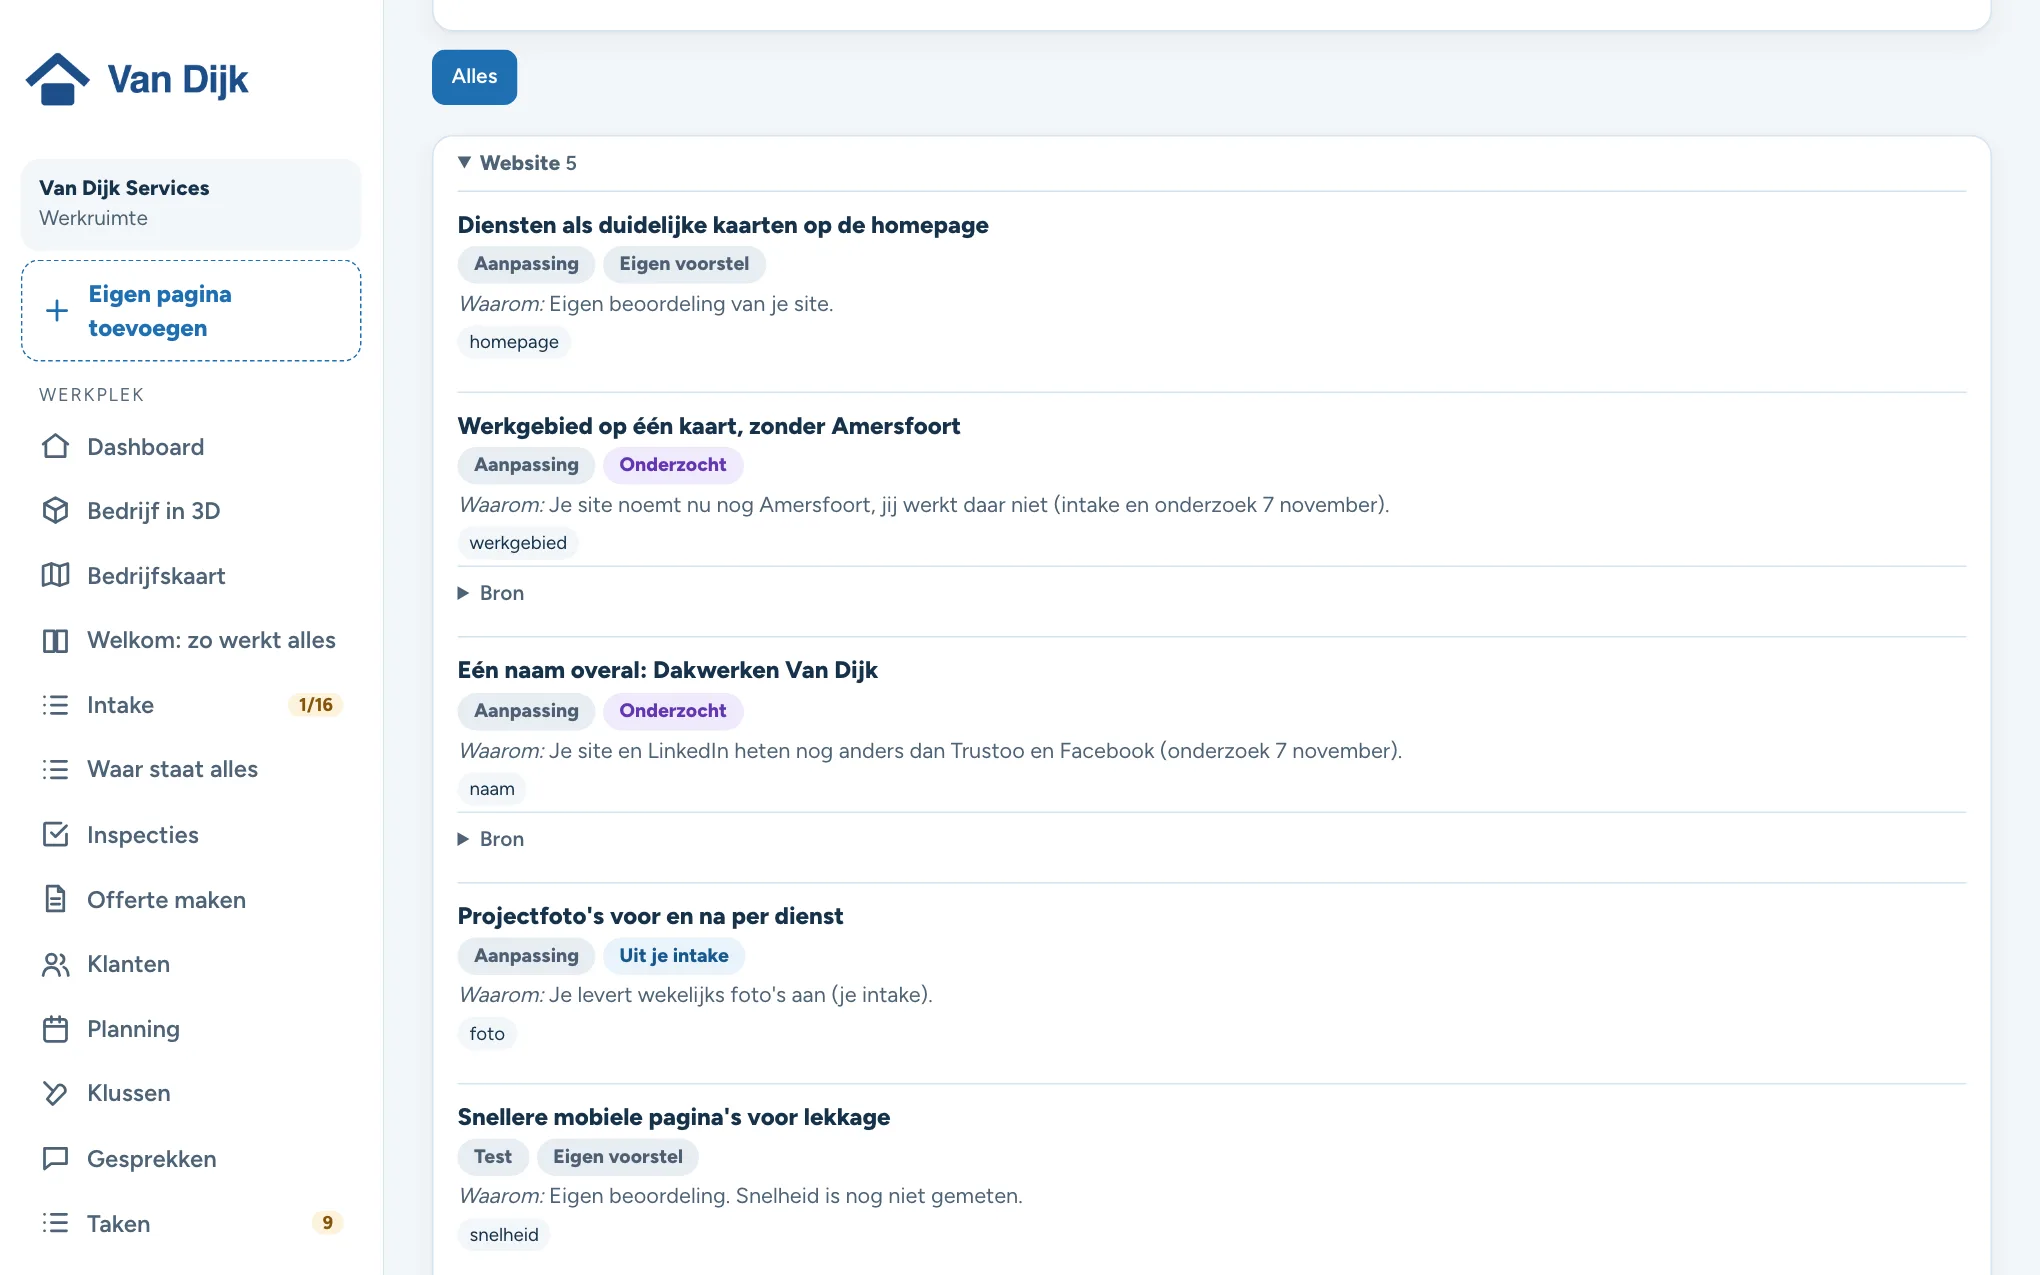 Van Dijk
Van Dijk Services
Werkruimte
Eigen pagina
toevoegen
WERKPLEK
Dashboard
Bedrijf in 3D
Bedrijfskaart
Welkom: zo werkt alles
Intake 1/16
Waar staat alles
Inspecties
Offerte maken
Klanten
Planning
Klussen
Gesprekken
Taken 9
Alles
Website 5
Diensten als duidelijke kaarten op de homepage
Aanpassing Eigen voorstel
Waarom: Eigen beoordeling van je site.
homepage
Werkgebied op één kaart, zonder Amersfoort
Aanpassing Onderzocht
Waarom: Je site noemt nu nog Amersfoort, jij werkt daar niet (intake en onderzoek 7 november).
werkgebied
Bron
Eén naam overal: Dakwerken Van Dijk
Aanpassing Onderzocht
Waarom: Je site en LinkedIn heten nog anders dan Trustoo en Facebook (onderzoek 7 november).
naam
Bron
Projectfoto's voor en na per dienst
Aanpassing Uit je intake
Waarom: Je levert wekelijks foto's aan (je intake).
foto
Snellere mobiele pagina's voor lekkage
Test Eigen voorstel
Waarom: Eigen beoordeling. Snelheid is nog niet gemeten.
snelheid